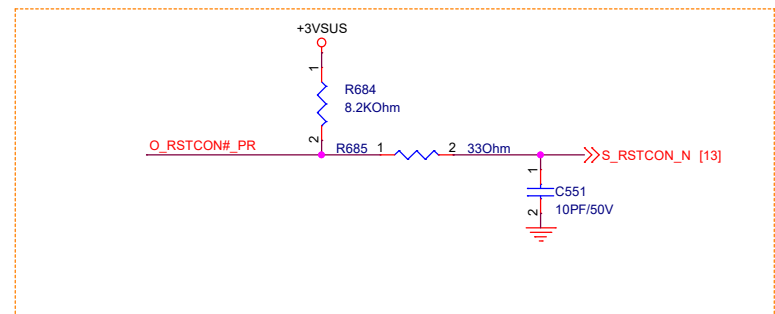 +3VSUS
1
R684
8.2KOhm
2
O_RSTCON#_PR
R685 1 2 33Ohm
S_RSTCON_N [13]
1
C551
10PF/50V
2